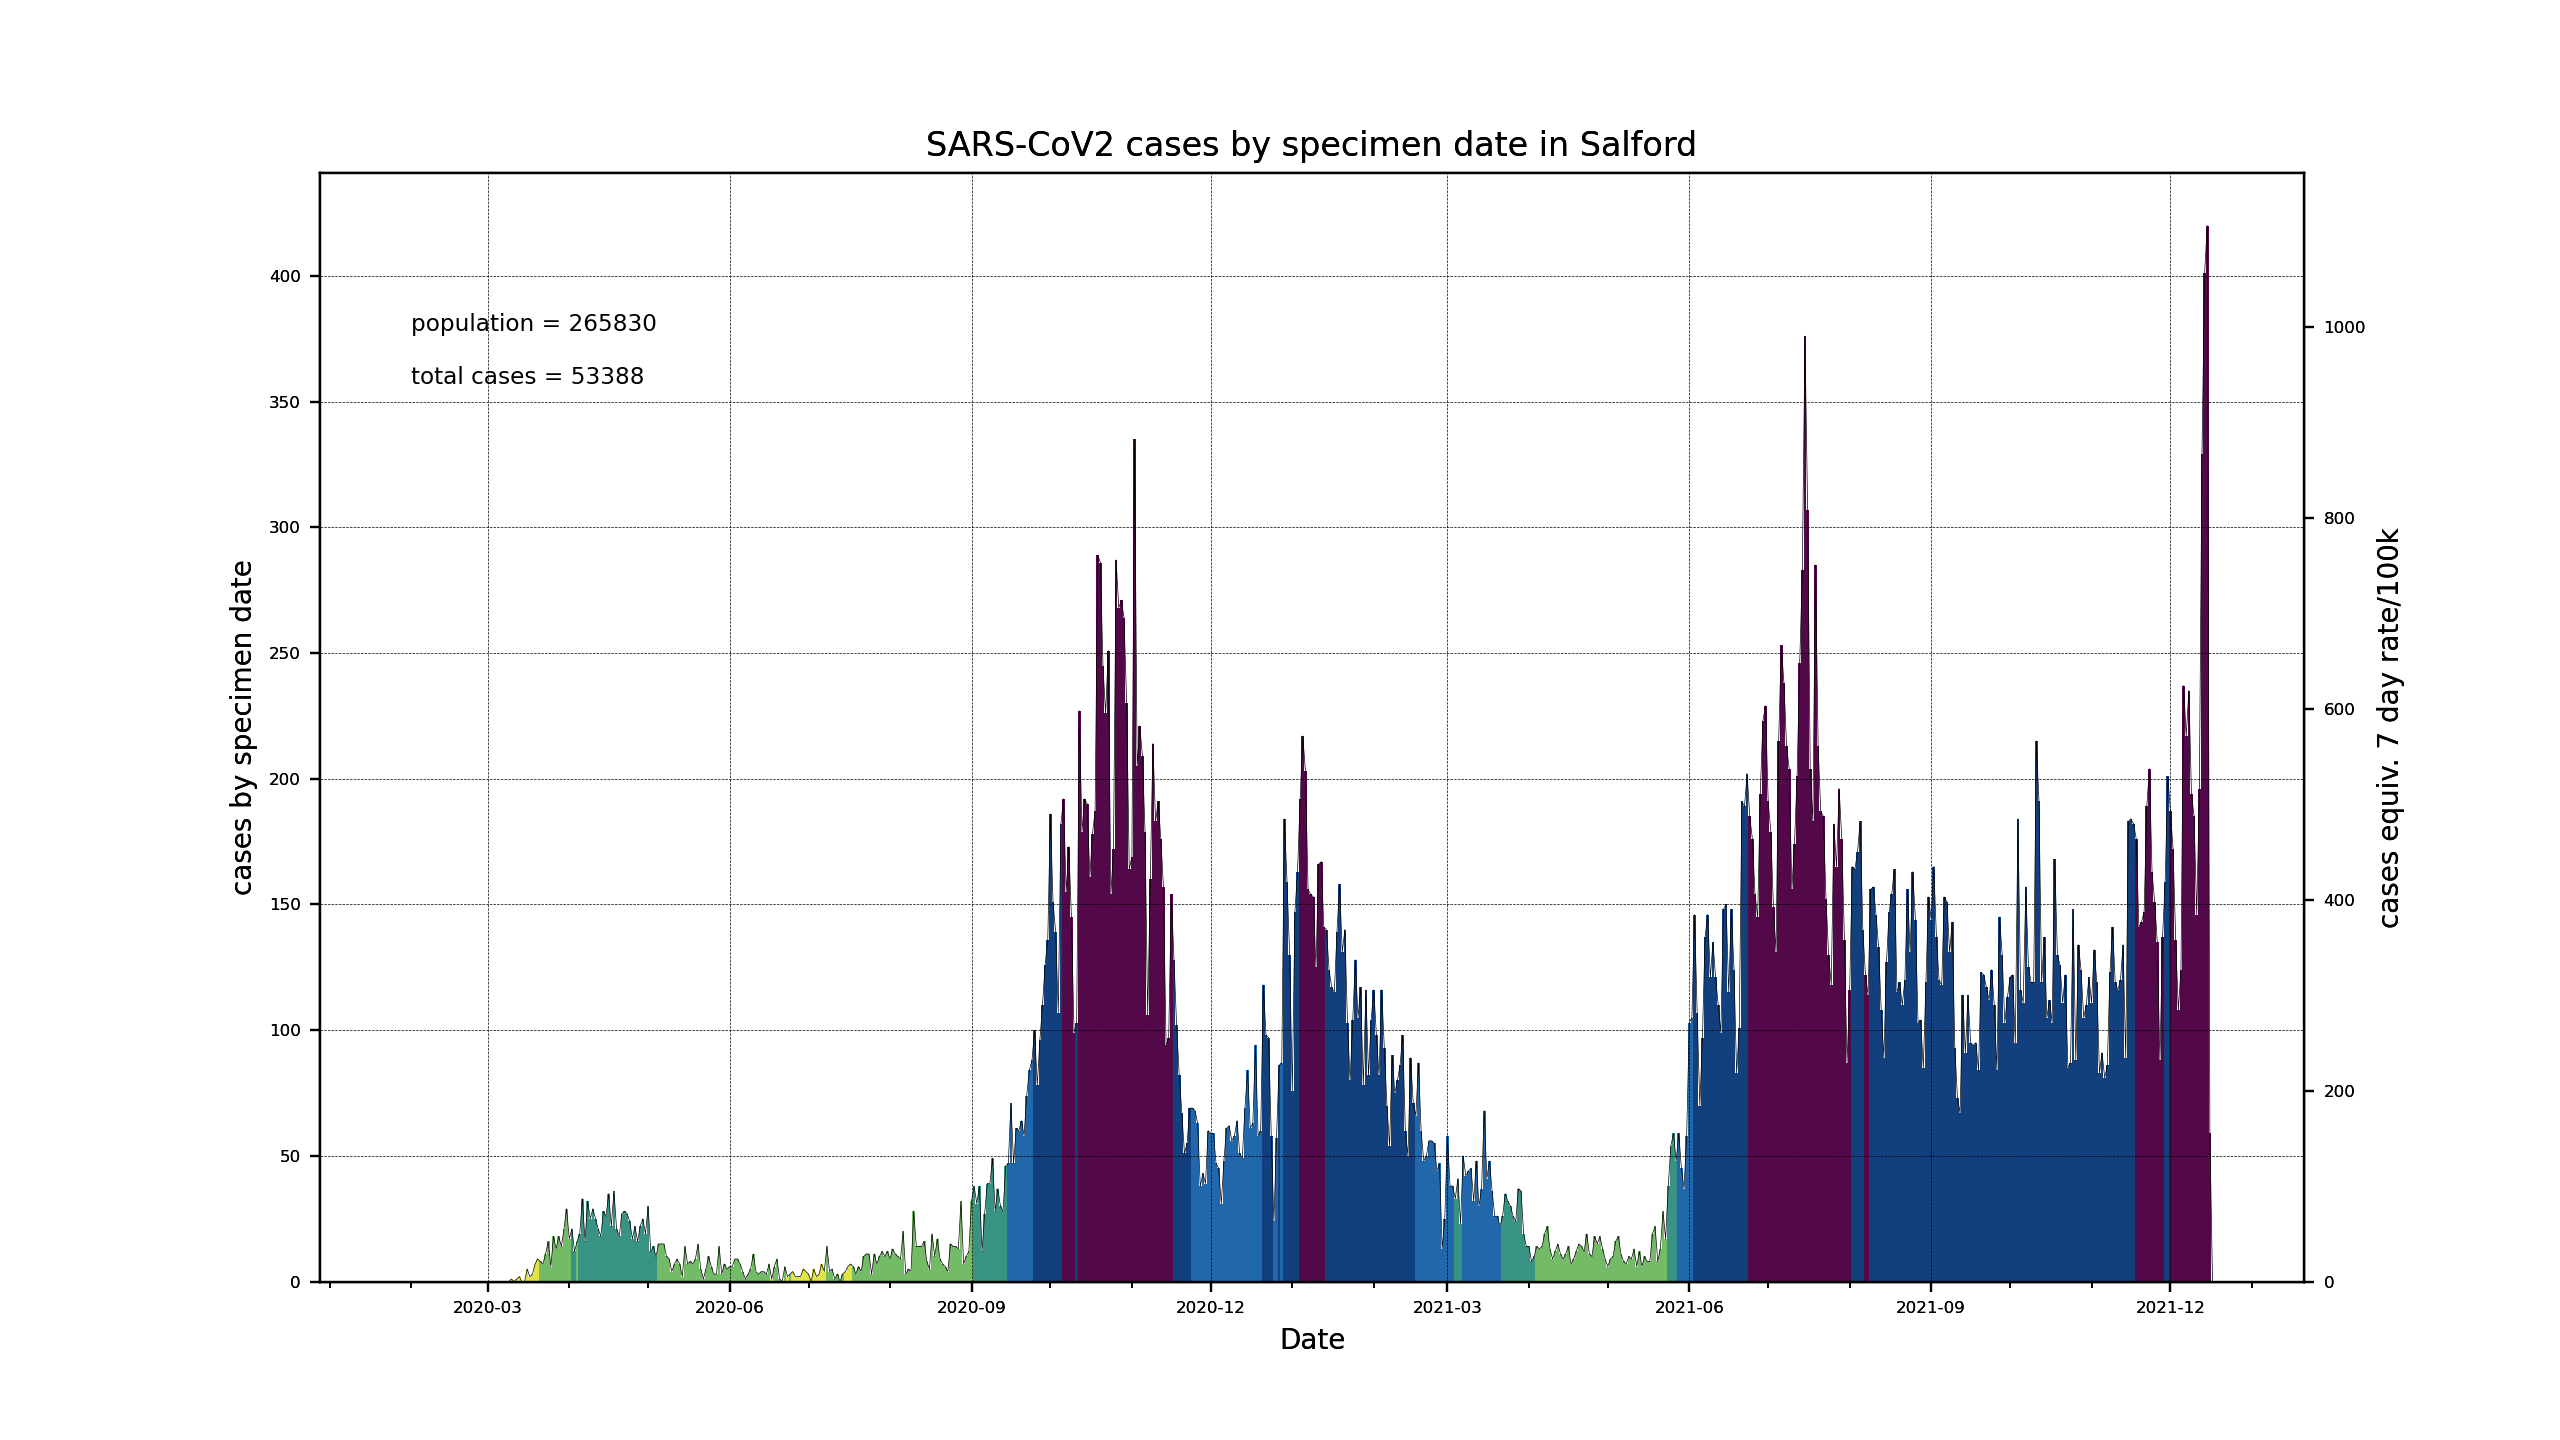 SARS-CoV2 cases by specimen date in Salford
population = 265830
total cases = 53388
cases by specimen date
400
350
300
250
200
150
100
50
0
cases equiv. 7 day rate/100k
1000
800
600
400
200
0
2020-03 2020-06 2020-09 2020-12 2021-03 2021-06 2021-09 2021-12
Date